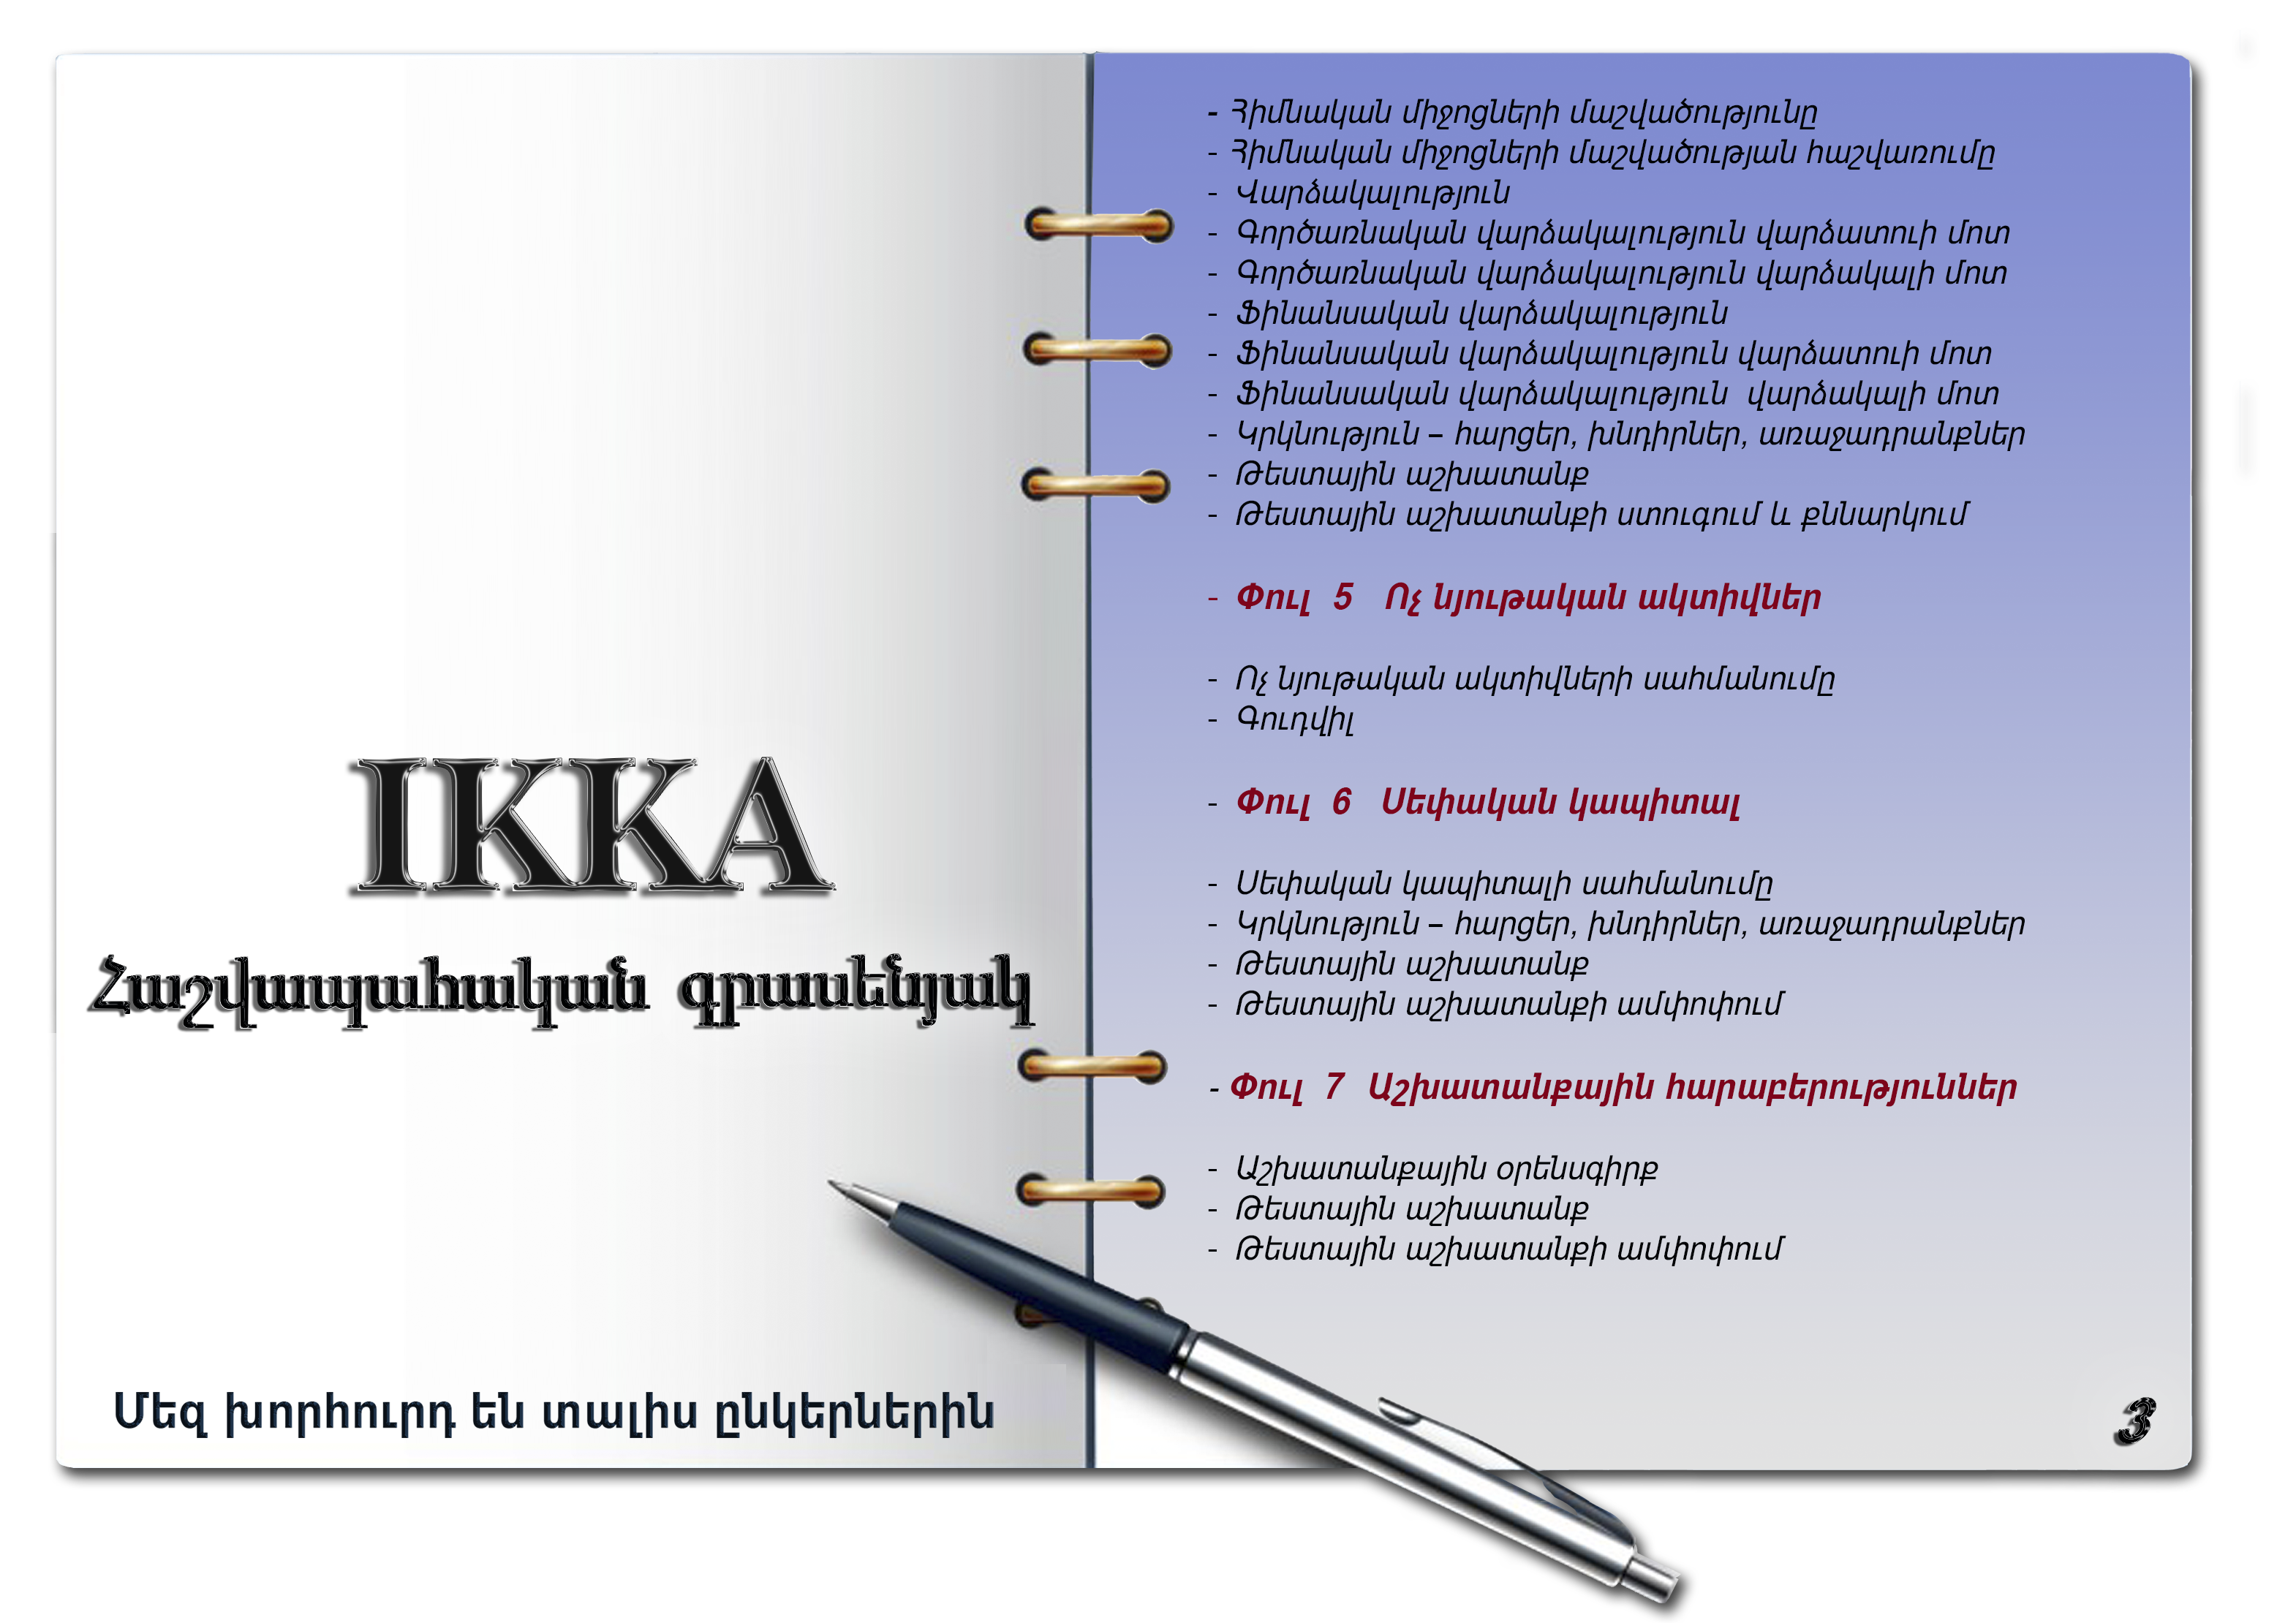 IKKA
Հաշվապահական գրասենյակ
Մեզ խորհուրդ են տալիս ընկերներին
- Հիմնական միջոցների մաշվածությունը
- Հիմնական միջոցների մաշվածության հաշվառումը
- Վարձակալություն
- Գործառնական վարձակալություն վարձատուի մոտ
- Գործառնական վարձակալություն վարձակալի մոտ
- Ֆինանսական վարձակալություն
- Ֆինանսական վարձակալություն վարձատուի մոտ
- Ֆինանսական վարձակալություն վարձակալի մոտ
- Կրկնություն – հարցեր, խնդիրներ, առաջադրանքներ
- Թեստային աշխատանք
- Թեստային աշխատանքի ստուգում և քննարկում
- Փուլ 5 Ոչ նյութական ակտիվներ
- Ոչ նյութական ակտիվների սահմանումը
- Գուդվիլ
- Փուլ 6 Սեփական կապիտալ
- Սեփական կապիտալի սահմանումը
- Կրկնություն – հարցեր, խնդիրներ, առաջադրանքներ
- Թեստային աշխատանք
- Թեստային աշխատանքի ամփոփում
- Փուլ 7 Աշխատանքային հարաբերություններ
- Աշխատանքային օրենսգիրք
- Թեստային աշխատանք
- Թեստային աշխատանքի ամփոփում
3